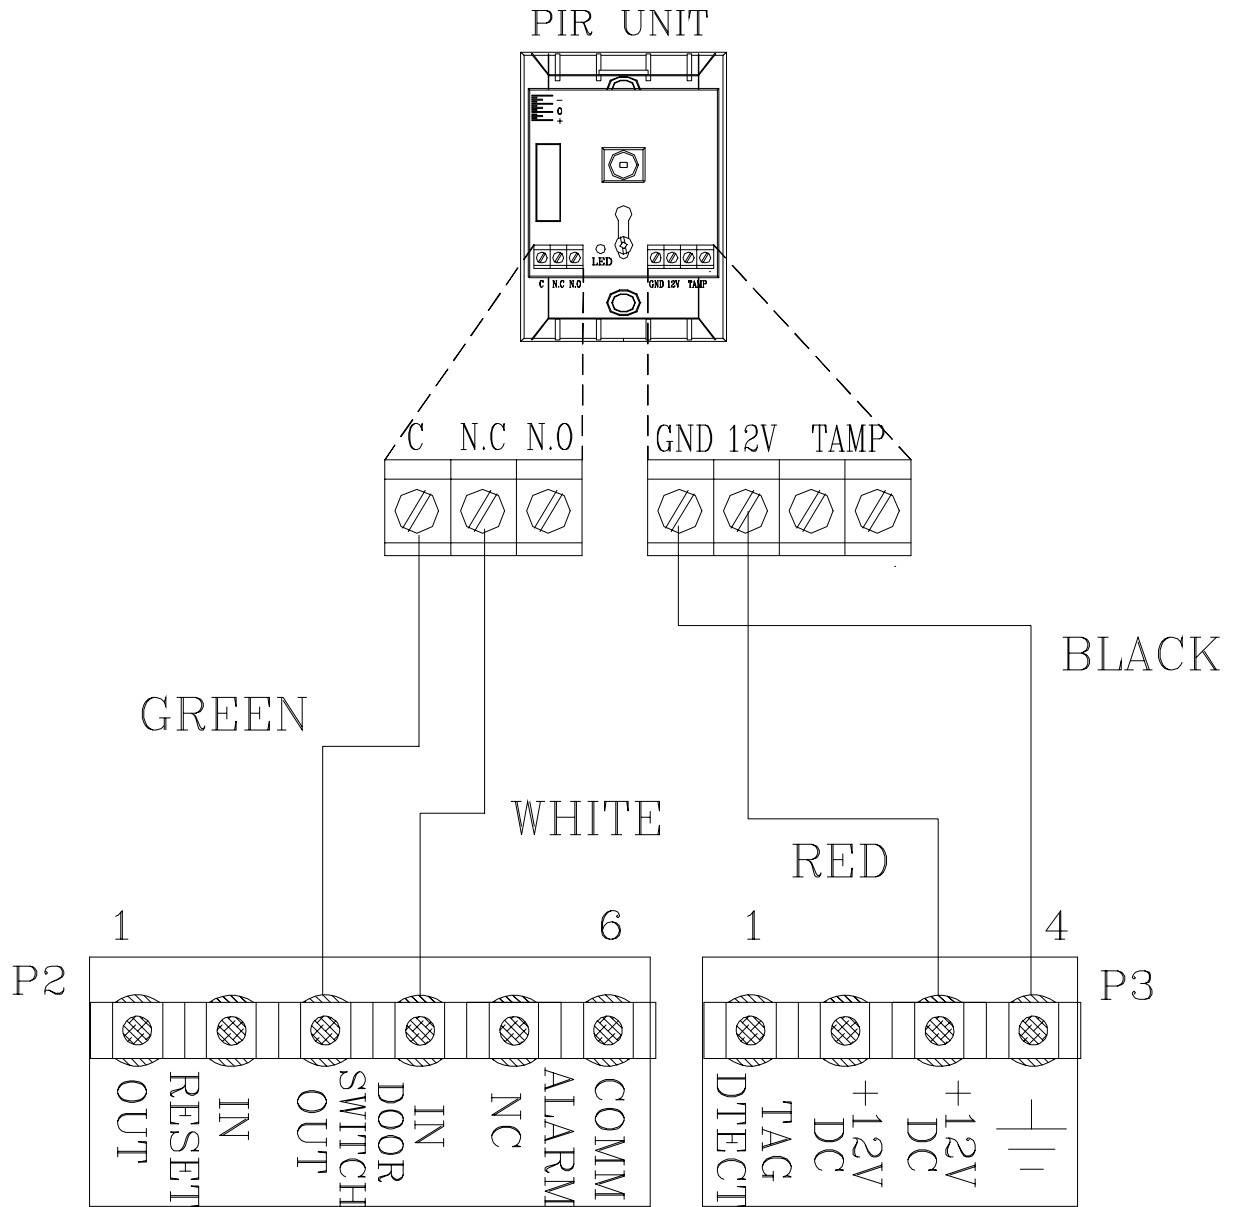 PIR UNIT
-
0
+
LED
C N.C N.O
GND 12V TAMP
C N.C N.O
GND 12V TAMP
BLACK
GREEN
WHITE
RED
1 6
1 4
P2
P3
OUT
RESET
IN
OUT
SWITCH
DOOR
IN
NC
ALARM
COMM
DTECT
TAG
DC
+12V
DC
+12V